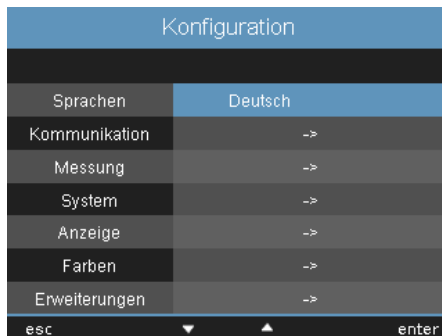 Konfiguration
Sprachen Deutsch
Kommunikation ->
Messung ->
System ->
Anzeige ->
Farben ->
Erweiterungen ->
esc ▼ ▲ enter